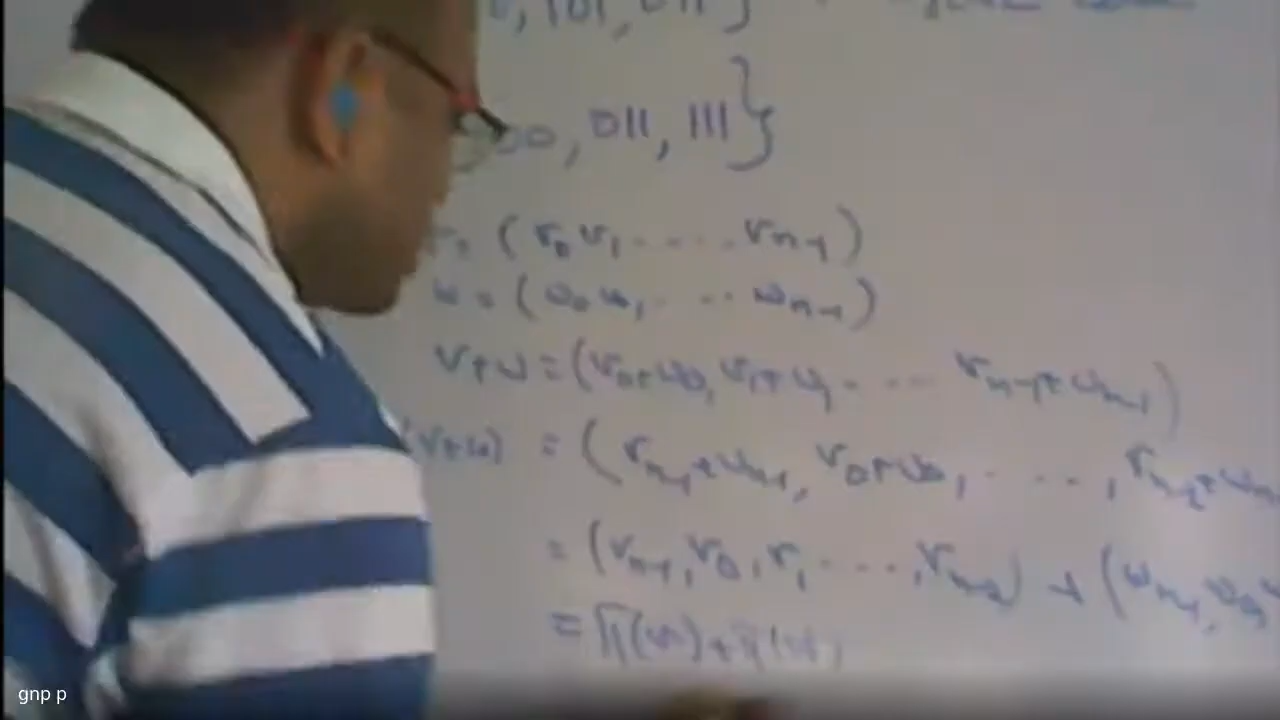 0, 101, 011 }
000, 011, 111 }
v = ( v₀ v₁ . . . . . vₙ₋₁ )
w = ( w₀ w₁ . . . . wₙ₋₁ )
v+w = (v₀+w₀, v₁+w₁ . . . . . vₙ₋₁+wₙ₋₁ )
(v+w) = ( vₙ₋₁+wₙ₋₁, v₀+w₀, . . . . , vₙ₋₂+wₙ
= (vₙ₋₁, v₀, v₁ . . . . , vₙ₋₂) + (wₙ₋₁, w₀,
= π(v) + π(w)
gnp p